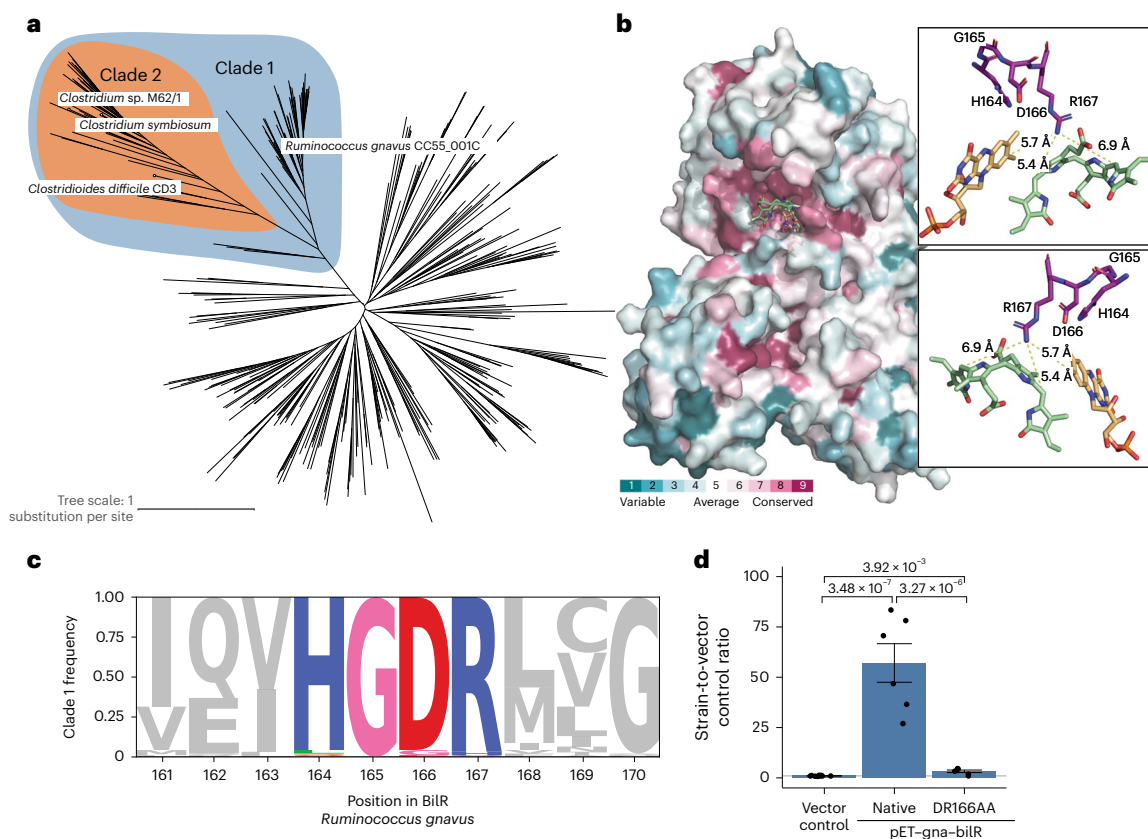 a
Clade 2
Clade 1
Clostridium sp. M62/1
Clostridium symbiosum
Ruminococcus gnavus CC55_001C
Clostridioides difficile CD3
Tree scale: 1
substitution per site
b
G165
H164
D166
R167
5.7 Å
6.9 Å
5.4 Å
G165
R167
H164
D166
6.9 Å
5.7 Å
5.4 Å
1 2 3 4 5 6 7 8 9
Variable Average Conserved
c
Clade 1 frequency
1.00
0.75
0.50
0.25
0
I Q V H G D R L C G
V E I M V L
161 162 163 164 165 166 167 168 169 170
Position in BilR
Ruminococcus gnavus
d
Strain-to-vector
control ratio
3.92 × 10⁻³
3.48 × 10⁻⁷ 3.27 × 10⁻⁶
100
75
50
25
0
Vector
control
Native DR166AA
pET–gna–bilR